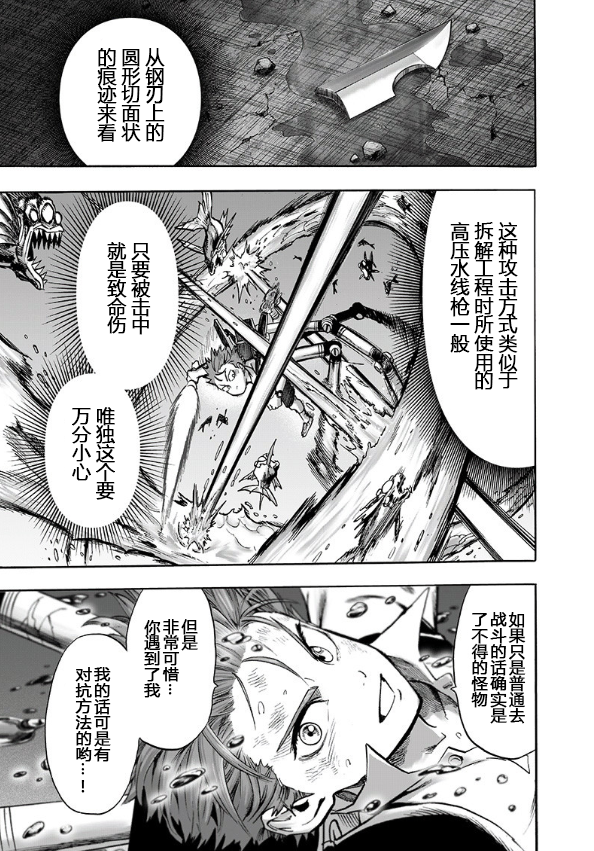 从钢刃上的
圆形切面状
的痕迹来看
这种攻击方式类似于
拆解工程时所使用的
高压水线枪一般
只要被击中
就是致命伤
唯独这个要
万分小心
如果只是普通去
战斗的话确实是
了不得的怪物
但是
非常可惜…
你遇到了我
我的话可是有
对抗方法的哟…!